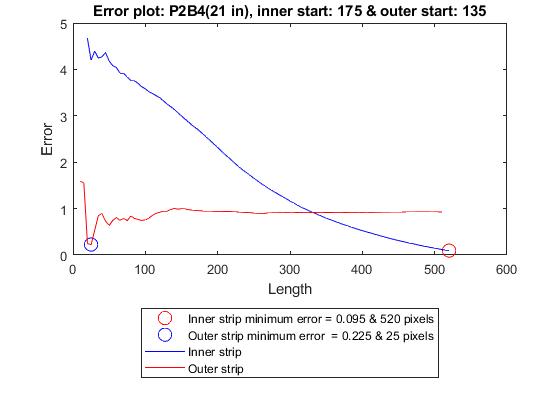 Error plot: P2B4(21 in), inner start: 175 & outer start: 135
5
4
3
2
1
0
Error
0 100 200 300 400 500 600
Length
Inner strip minimum error = 0.095 & 520 pixels
Outer strip minimum error = 0.225 & 25 pixels
Inner strip
Outer strip